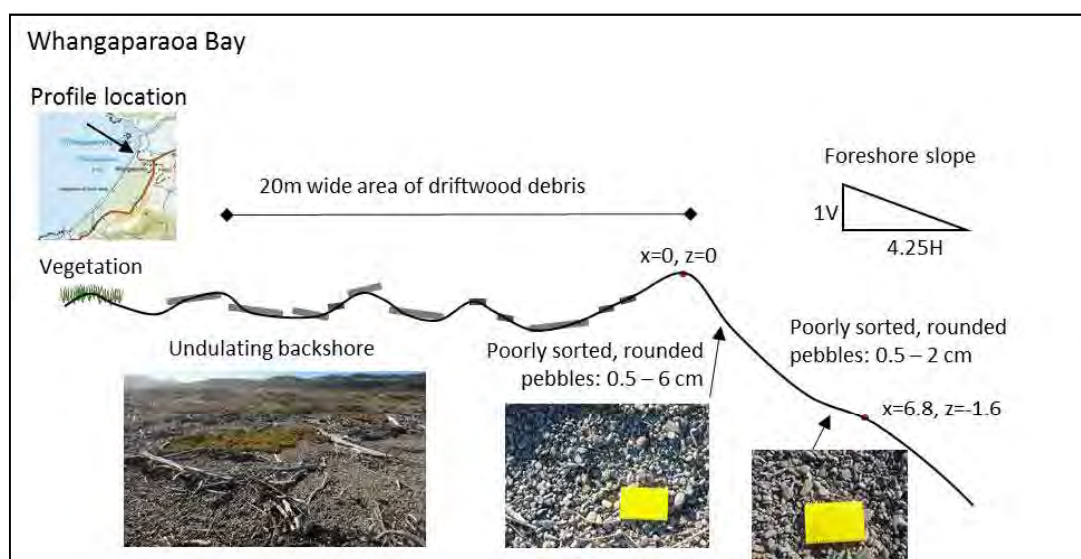 Whangaparaoa Bay
Profile location
20m wide area of driftwood debris
Foreshore slope
1V
4.25H
x=0, z=0
Vegetation
Undulating backshore
Poorly sorted, rounded
pebbles: 0.5 – 6 cm
Poorly sorted, rounded
pebbles: 0.5 – 2 cm
x=6.8, z=-1.6